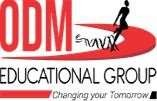 ODM
EDUCATIONAL GROUP
Changing your Tomorrow